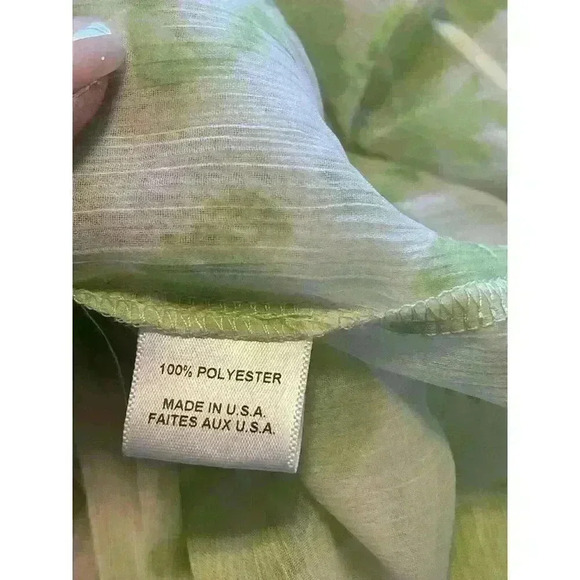 100% POLYESTER
MADE IN U.S.A.
FAITES AUX U.S.A.